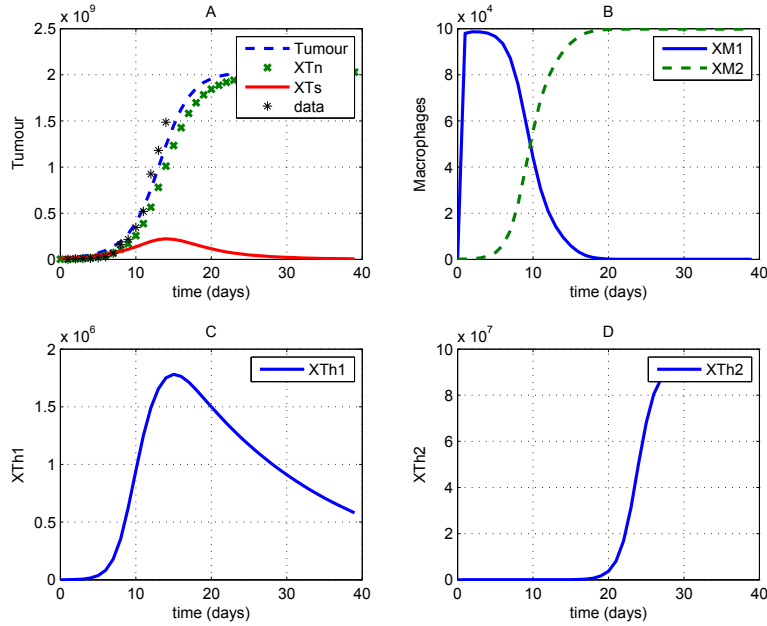 A
x 10^9
2.5
2
1.5
1
0.5
0
Tumour
Tumour
XTn
XTs
data
0 10 20 30 40
time (days)
B
x 10^4
10
8
6
4
2
0
Macrophages
XM1
XM2
0 10 20 30 40
time (days)
C
x 10^6
2
1.5
1
0.5
0
XTh1
XTh1
0 10 20 30 40
time (days)
D
x 10^7
10
8
6
4
2
0
XTh2
XTh2
0 10 20 30 40
time (days)